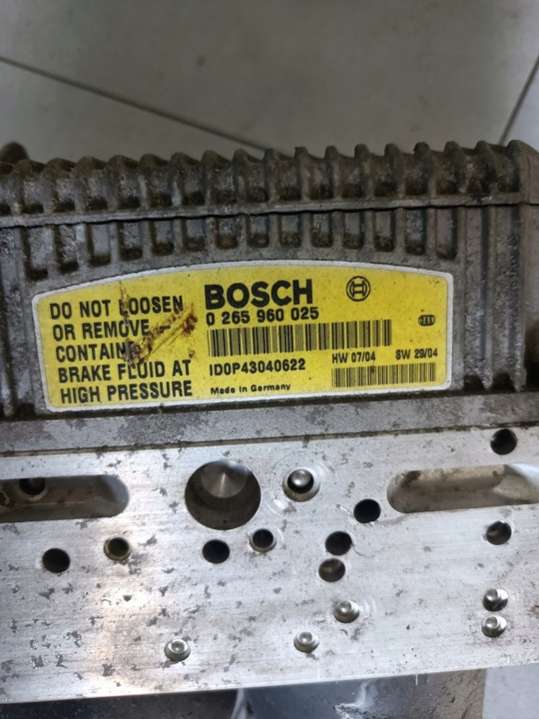 DO NOT LOOSEN
OR REMOVE
CONTAINS
BRAKE FLUID AT
HIGH PRESSURE
BOSCH
0 265 960 025
ID0P43040622
Made in Germany
HW 07/04 SW 29/04